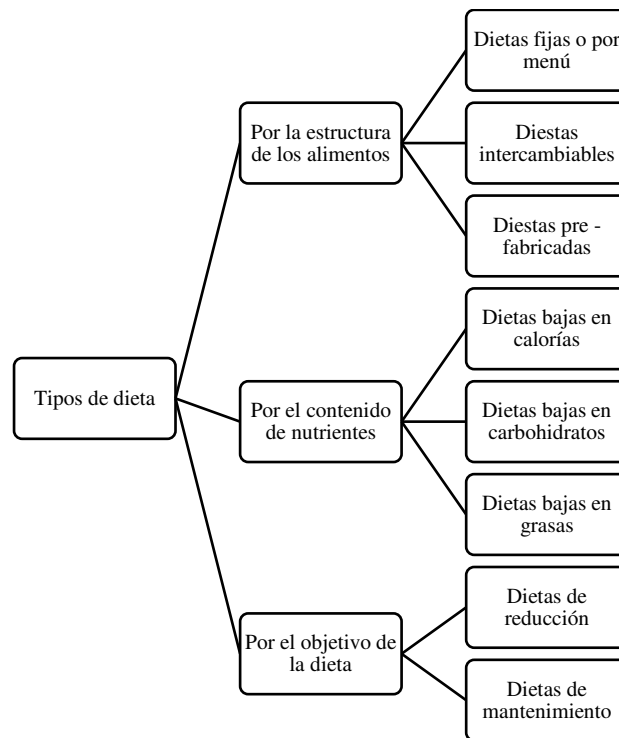 Tipos de dieta
Por la estructura
de los alimentos
Dietas fijas o por
menú
Diestas
intercambiables
Diestas pre -
fabricadas
Por el contenido
de nutrientes
Dietas bajas en
calorías
Dietas bajas en
carbohidratos
Dietas bajas en
grasas
Por el objetivo de
la dieta
Dietas de
reducción
Dietas de
mantenimiento